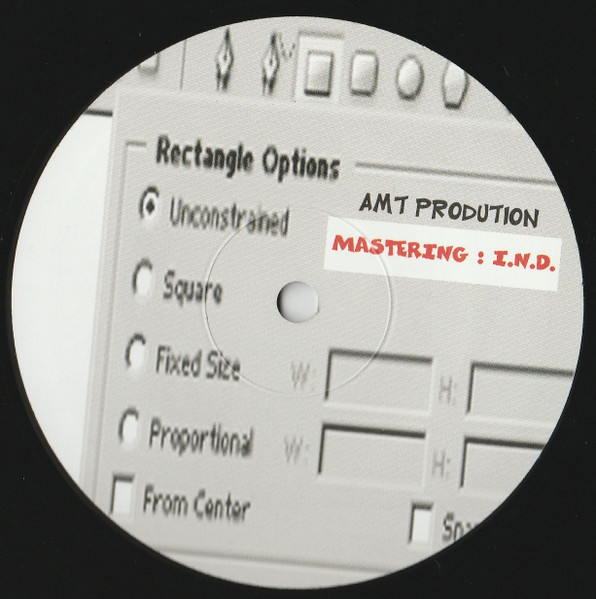 Rectangle Options
Unconstrained
AMT PRODUTION
MASTERING : I.N.D.
Square
Fixed Size W: H:
Proportional W: H:
From Center